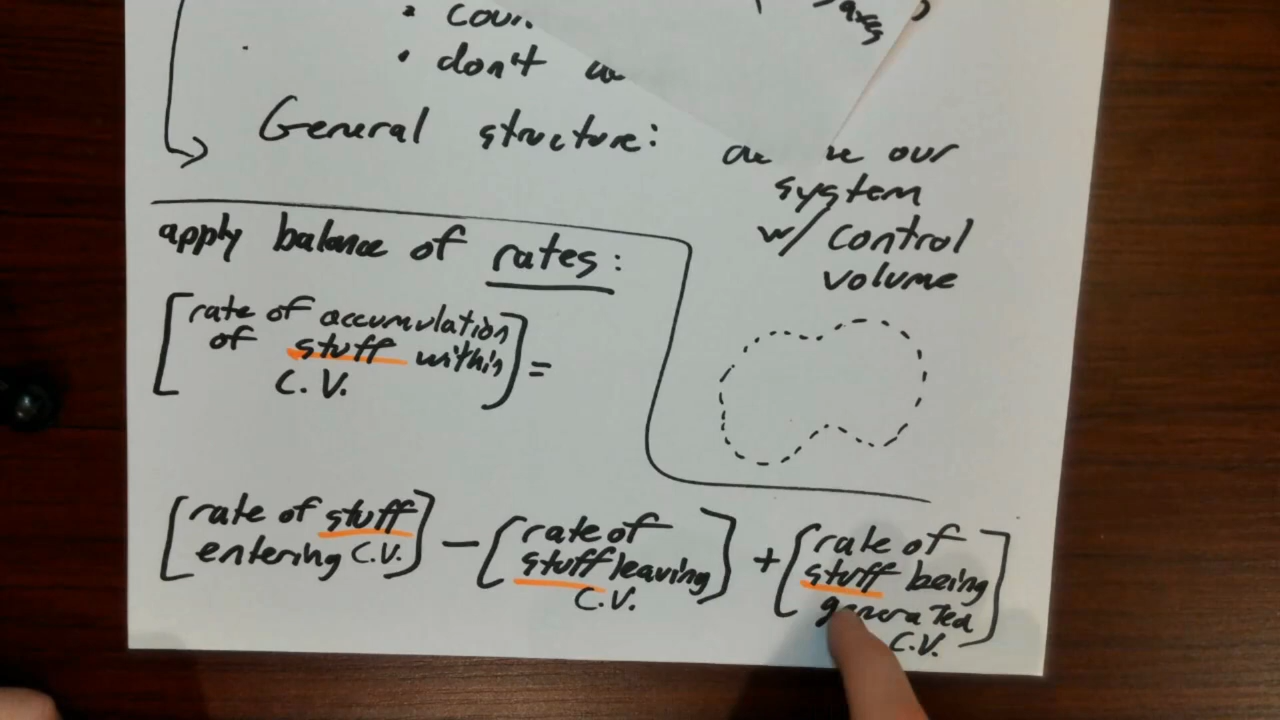 • don't
General structure:
our
system
w/ control
volume
apply balance of rates:
[rate of accumulation
of stuff within
C.V.] =
[rate of stuff
entering C.V.] − [rate of
stuff leaving
C.V.] + [rate of
stuff being
generated
C.V.]